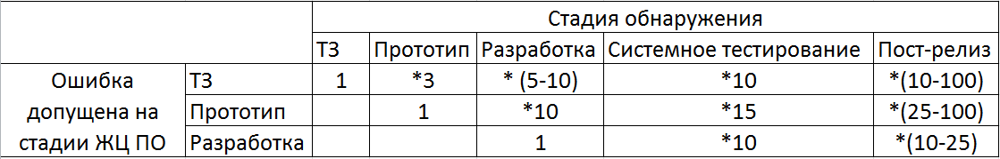 Стадия обнаружения
ТЗ Прототип Разработка Системное тестирование Пост-релиз
Ошибка ТЗ 1 *3 * (5-10) *10 *(10-100)
допущена на Прототип 1 *10 *15 *(25-100)
стадии ЖЦ ПО Разработка 1 *10 *(10-25)